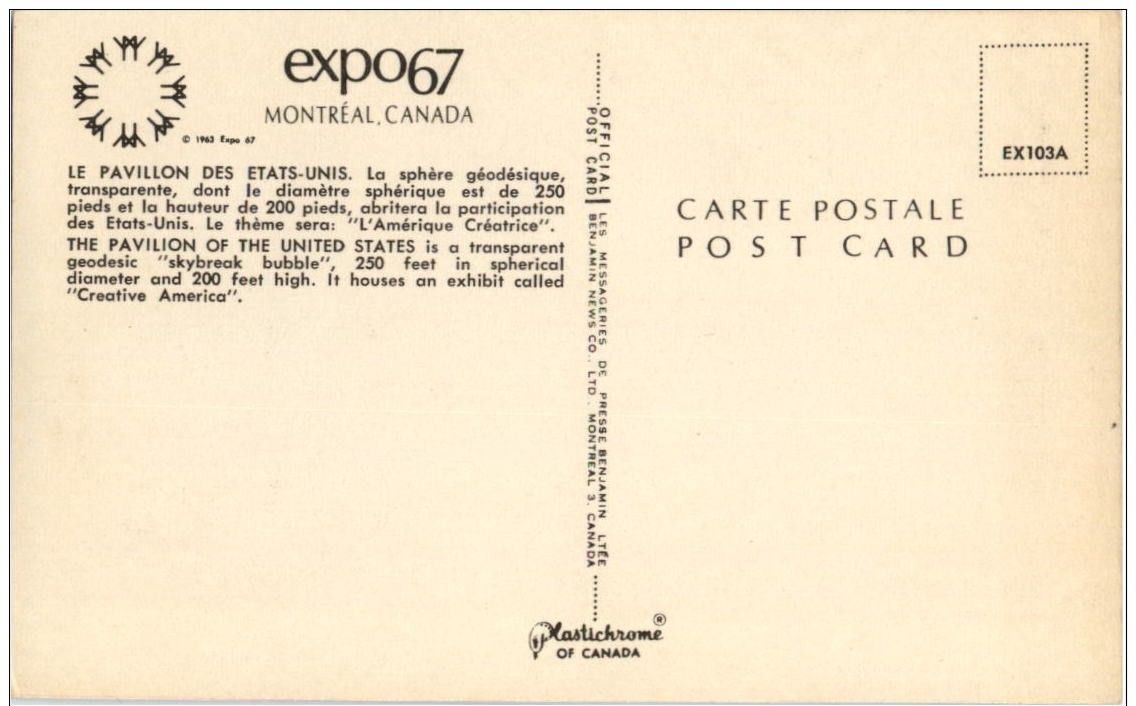 expo67
MONTRÉAL, CANADA
© 1963 Expo 67
LE PAVILLON DES ETATS-UNIS. La sphère géodésique,
transparente, dont le diamètre sphérique est de 250
pieds et la hauteur de 200 pieds, abritera la participation
des Etats-Unis. Le thème sera: "L'Amérique Créatrice".
THE PAVILION OF THE UNITED STATES is a transparent
geodesic "skybreak bubble", 250 feet in spherical
diameter and 200 feet high. It houses an exhibit called
"Creative America".
OFFICIAL LES MESSAGERIES DE PRESSE BENJAMIN LTÉE
POST CARD BENJAMIN NEWS CO., LTD. MONTREAL 3, CANADA
Plastichrome ®
OF CANADA
EX103A
CARTE POSTALE
POST CARD